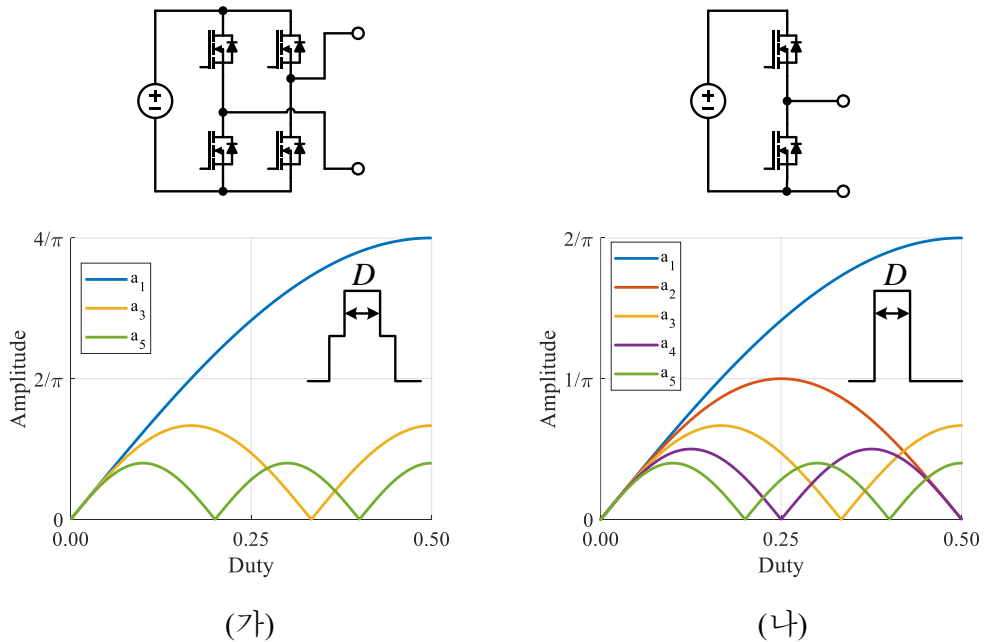 4/π
2/π
0
Amplitude
0.00
0.25
0.50
Duty
a1
a3
a5
D
(가)
2/π
1/π
0
Amplitude
0.00
0.25
0.50
Duty
a1
a2
a3
a4
a5
D
(나)